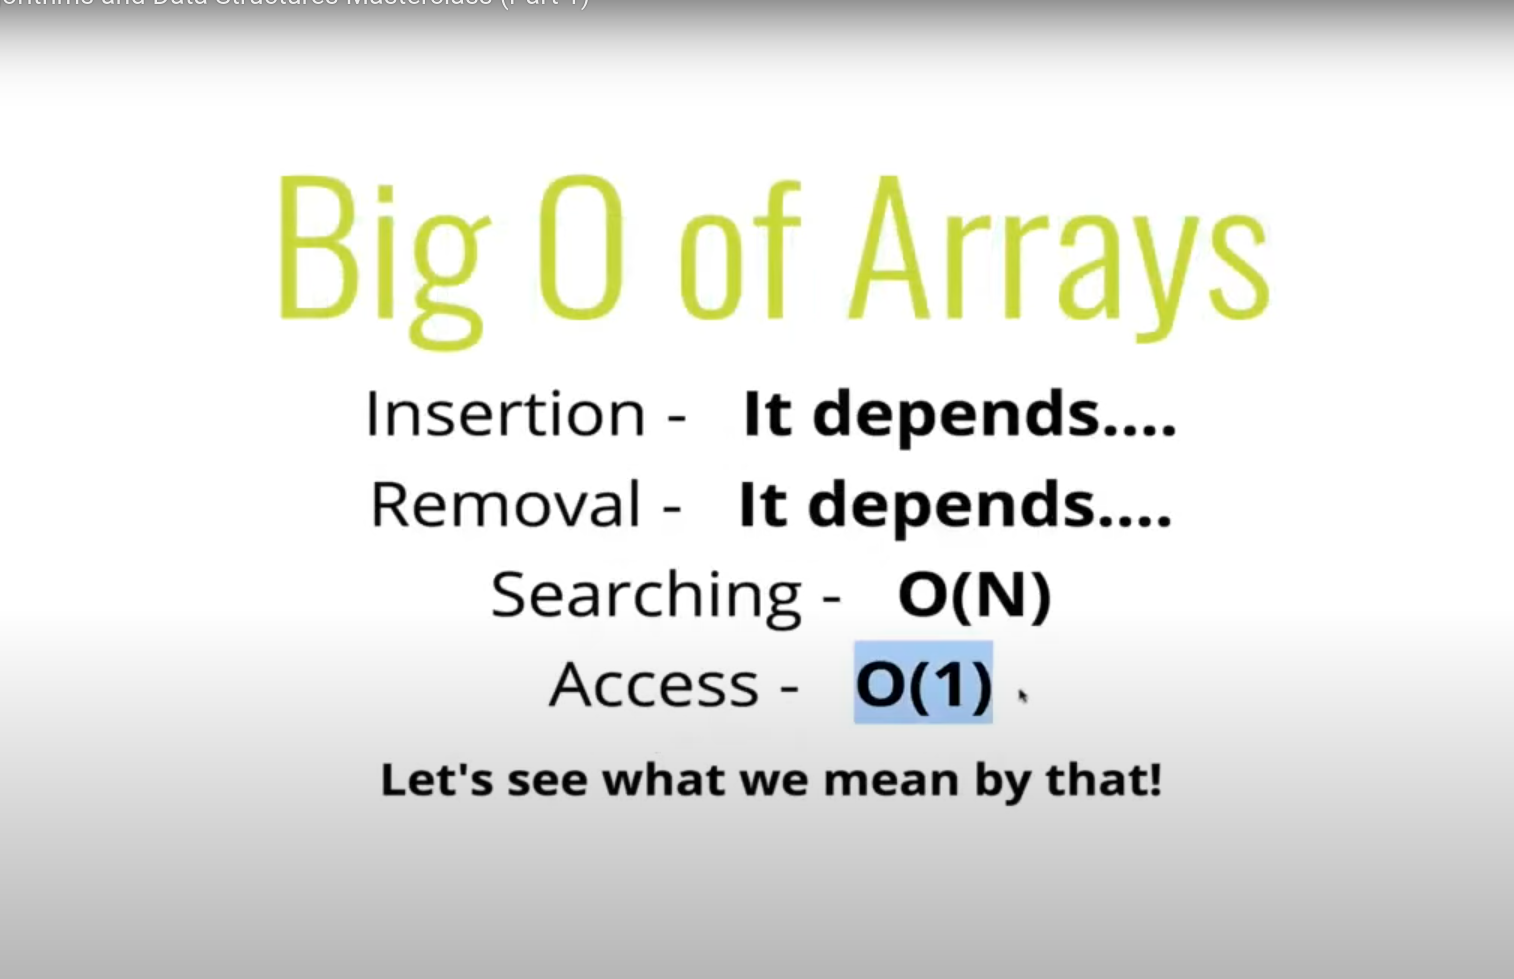 and Data Structures Masterclass (Part 1)
Big O of Arrays
Insertion - It depends....
Removal - It depends....
Searching - O(N)
Access - O(1)
Let's see what we mean by that!